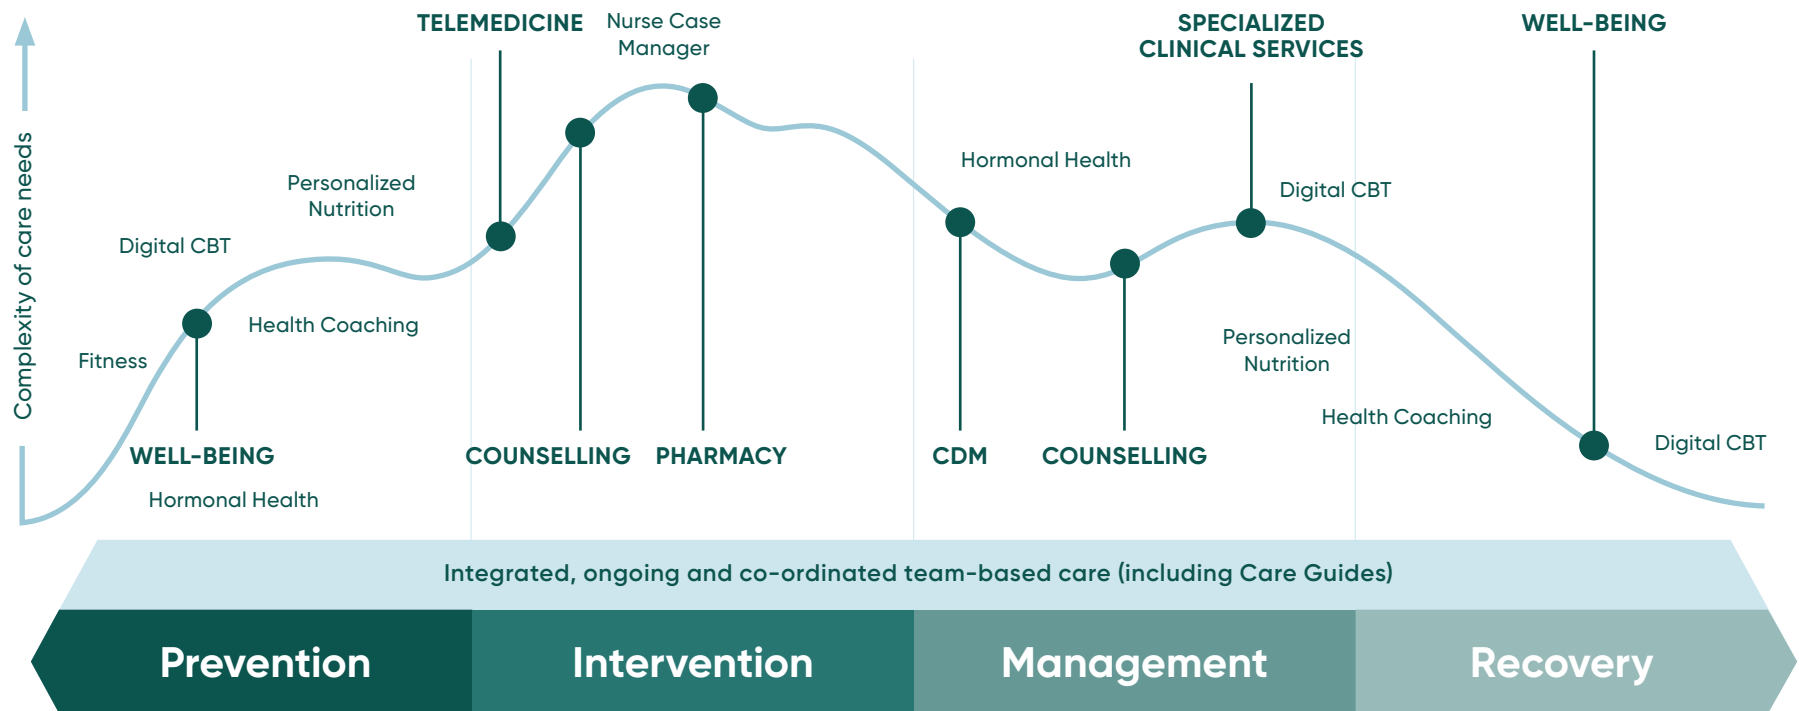 TELEMEDICINE
Nurse Case
Manager
SPECIALIZED
CLINICAL SERVICES
WELL-BEING
Complexity of care needs
Hormonal Health
Personalized
Nutrition
Digital CBT
Digital CBT
Health Coaching
Fitness
Personalized
Nutrition
Health Coaching
Digital CBT
WELL-BEING
COUNSELLING
PHARMACY
CDM
COUNSELLING
Hormonal Health
Integrated, ongoing and co-ordinated team-based care (including Care Guides)
Prevention
Intervention
Management
Recovery